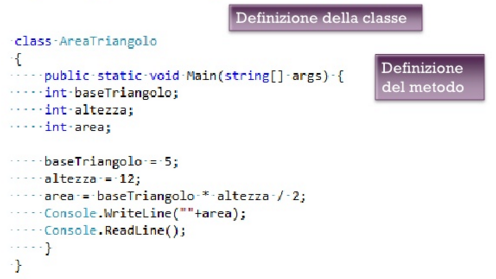 Definizione della classe
class AreaTriangolo
{
public static void Main(string[] args) {
Definizione
del metodo
int baseTriangolo;
int altezza;
int area;
baseTriangolo = 5;
altezza = 12;
area = baseTriangolo * altezza / 2;
Console.WriteLine(""+area);
Console.ReadLine();
}
}